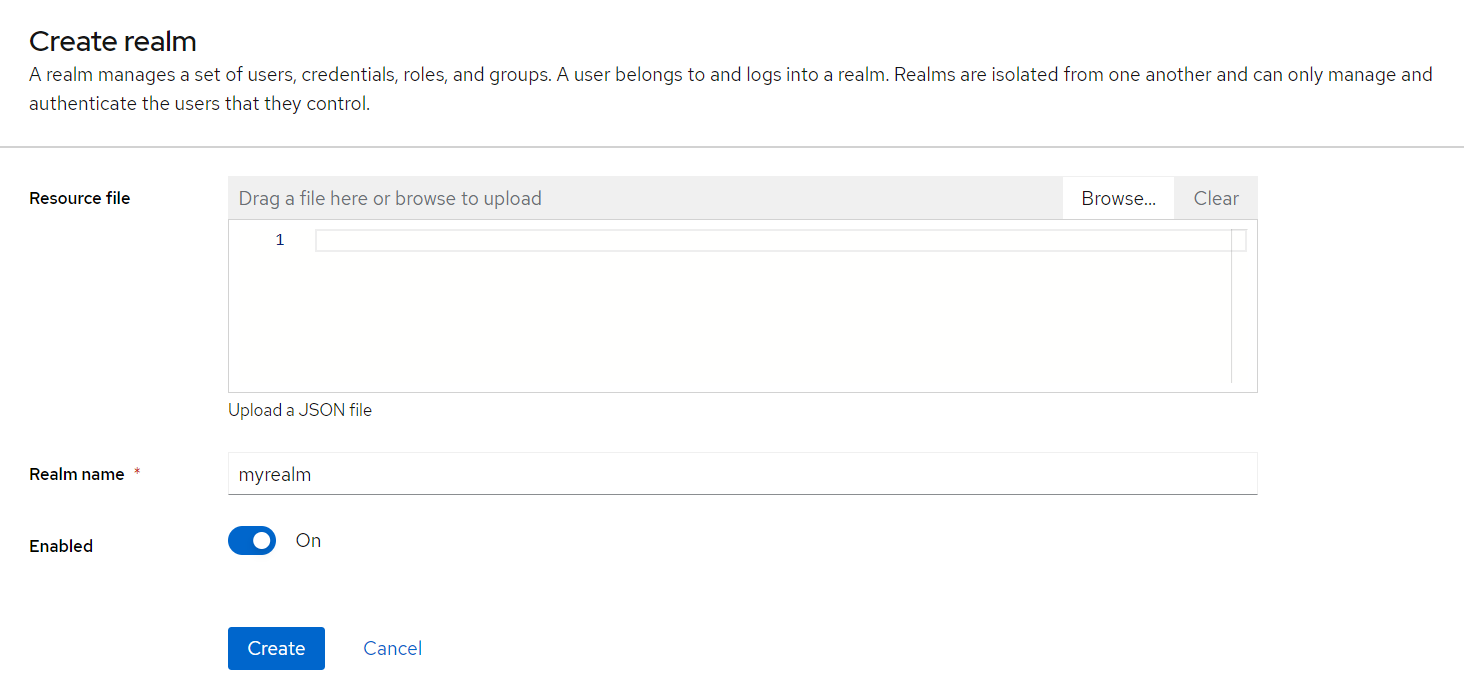 Create realm
A realm manages a set of users, credentials, roles, and groups. A user belongs to and logs into a realm. Realms are isolated from one another and can only manage and
authenticate the users that they control.
Resource file
Drag a file here or browse to upload
Browse...
Clear
1
Upload a JSON file
Realm name *
myrealm
Enabled
On
Create
Cancel